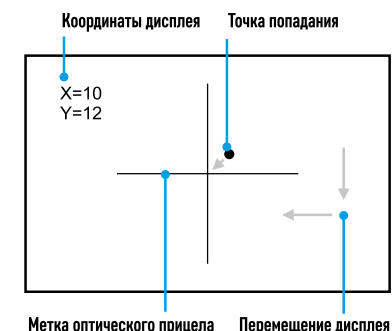 Координаты дисплея
Точка попадания
X=10
Y=12
Метка оптического прицела
Перемещение дисплея